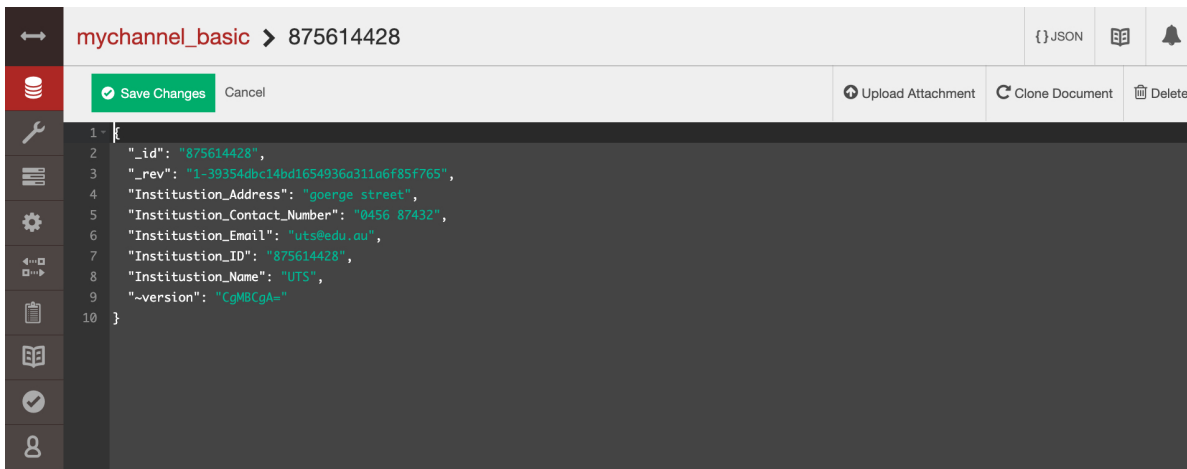 mychannel_basic > 875614428
{} JSON
Save Changes Cancel
Upload Attachment Clone Document Delete
1 {
2 "_id": "875614428",
3 "_rev": "1-39354dbc14bd1654936a311a6f85f765",
4 "Institustion_Address": "goerge street",
5 "Institustion_Contact_Number": "0456 87432",
6 "Institustion_Email": "uts@edu.au",
7 "Institustion_ID": "875614428",
8 "Institustion_Name": "UTS",
9 "~version": "CgMBCgA="
10 }